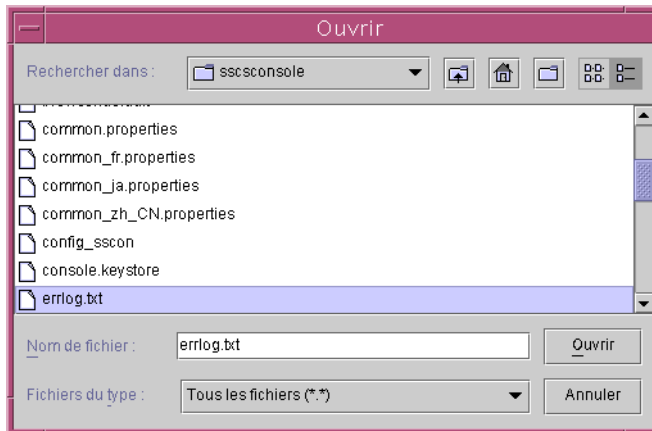 Ouvrir
Rechercher dans :
sscsconsole
common.properties
common_fr.properties
common_ja.properties
common_zh_CN.properties
config_sscon
console.keystore
errlog.txt
Nom de fichier :
errlog.txt
Ouvrir
Fichiers du type :
Tous les fichiers (*.*)
Annuler